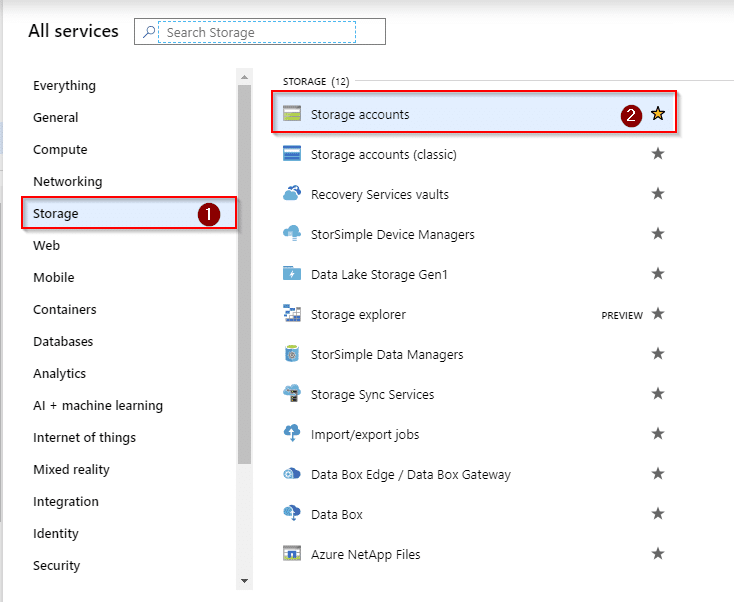 All services
Search Storage
Everything
General
Compute
Networking
Storage
1
Web
Mobile
Containers
Databases
Analytics
AI + machine learning
Internet of things
Mixed reality
Integration
Identity
Security
STORAGE (12)
Storage accounts
2
Storage accounts (classic)
Recovery Services vaults
StorSimple Device Managers
Data Lake Storage Gen1
Storage explorer PREVIEW
StorSimple Data Managers
Storage Sync Services
Import/export jobs
Data Box Edge / Data Box Gateway
Data Box
Azure NetApp Files